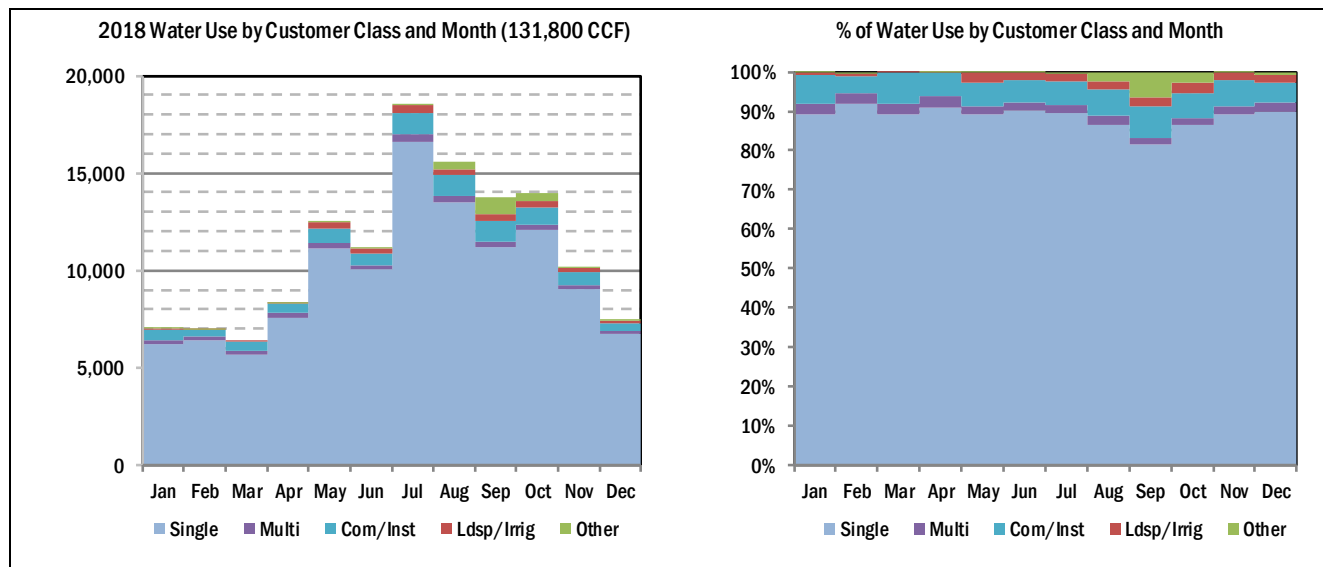 2018 Water Use by Customer Class and Month (131,800 CCF)
20,000
15,000
10,000
5,000
0
Jan Feb Mar Apr May Jun Jul Aug Sep Oct Nov Dec
Single Multi Com/Inst Ldsp/Irrig Other
% of Water Use by Customer Class and Month
100%
90%
80%
70%
60%
50%
40%
30%
20%
10%
0%
Jan Feb Mar Apr May Jun Jul Aug Sep Oct Nov Dec
Single Multi Com/Inst Ldsp/Irrig Other